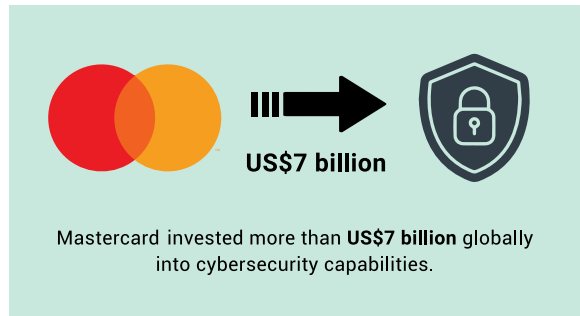 US$7 billion
Mastercard invested more than US$7 billion globally
into cybersecurity capabilities.